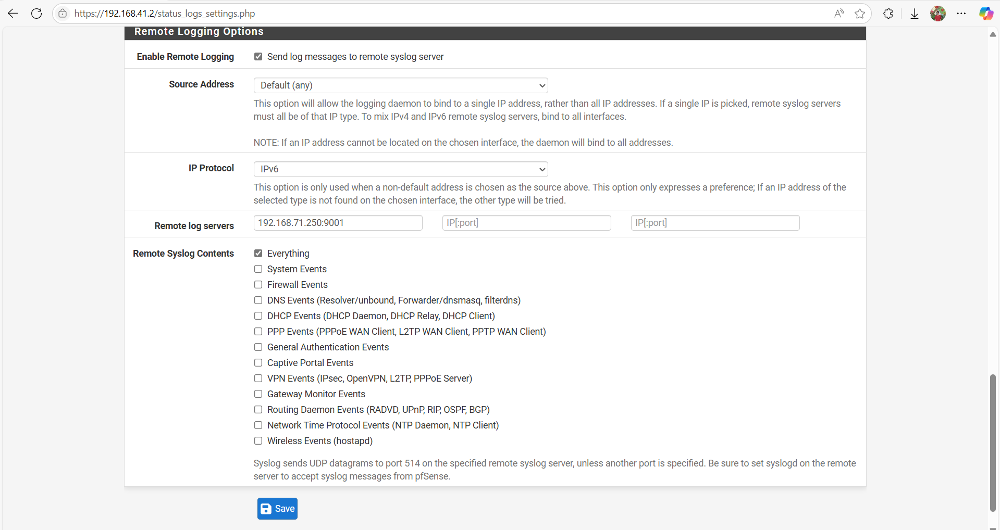 https://192.168.41.2/status_logs_settings.php
Remote Logging Options
Enable Remote Logging
Send log messages to remote syslog server
Source Address
Default (any)
This option will allow the logging daemon to bind to a single IP address, rather than all IP addresses. If a single IP is picked, remote syslog servers
must all be of that IP type. To mix IPv4 and IPv6 remote syslog servers, bind to all interfaces.
NOTE: If an IP address cannot be located on the chosen interface, the daemon will bind to all addresses.
IP Protocol
IPv6
This option is only used when a non-default address is chosen as the source above. This option only expresses a preference; If an IP address of the
selected type is not found on the chosen interface, the other type will be tried.
Remote log servers
192.168.71.250:9001
IP[:port]
IP[:port]
Remote Syslog Contents
Everything
System Events
Firewall Events
DNS Events (Resolver/unbound, Forwarder/dnsmasq, filterdns)
DHCP Events (DHCP Daemon, DHCP Relay, DHCP Client)
PPP Events (PPPoE WAN Client, L2TP WAN Client, PPTP WAN Client)
General Authentication Events
Captive Portal Events
VPN Events (IPsec, OpenVPN, L2TP, PPPoE Server)
Gateway Monitor Events
Routing Daemon Events (RADVD, UPnP, RIP, OSPF, BGP)
Network Time Protocol Events (NTP Daemon, NTP Client)
Wireless Events (hostapd)
Syslog sends UDP datagrams to port 514 on the specified remote syslog server, unless another port is specified. Be sure to set syslogd on the remote
server to accept syslog messages from pfSense.
Save